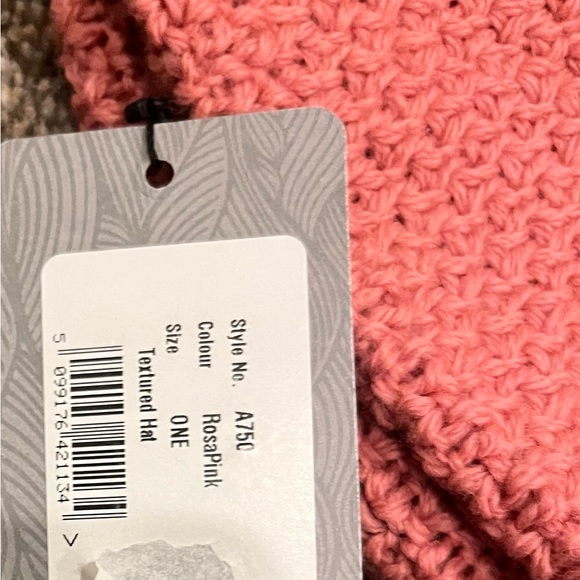 Style No. A750
Colour RosaPink
Size ONE
Textured Hat
5 099176 421134 >